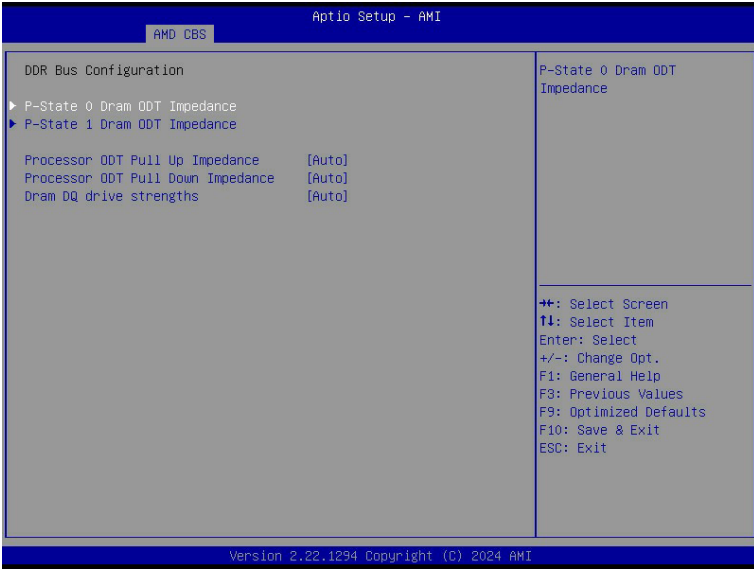 Aptio Setup – AMI
AMD CBS
DDR Bus Configuration
P–State 0 Dram ODT Impedance
P–State 1 Dram ODT Impedance
Processor ODT Pull Up Impedance [Auto]
Processor ODT Pull Down Impedance [Auto]
Dram DQ drive strengths [Auto]
P–State 0 Dram ODT
Impedance
→←: Select Screen
↑↓: Select Item
Enter: Select
+/–: Change Opt.
F1: General Help
F3: Previous Values
F9: Optimized Defaults
F10: Save & Exit
ESC: Exit
Version 2.22.1294 Copyright (C) 2024 AMI